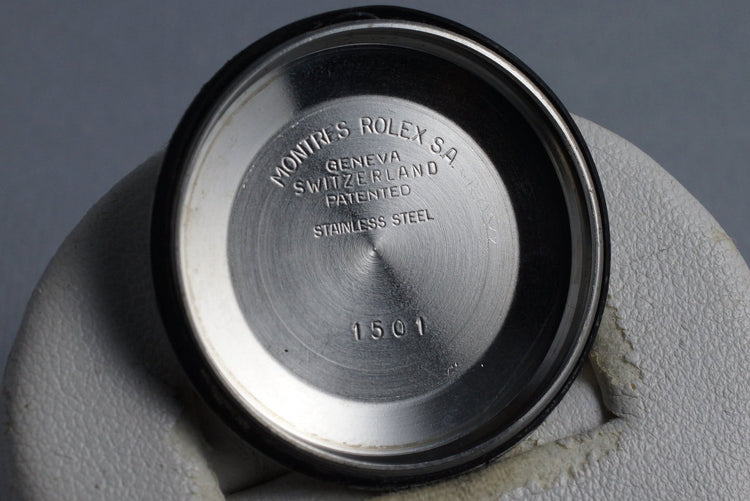 MONTRES ROLEX S.A.
GENEVA
SWITZERLAND
PATENTED
STAINLESS STEEL
1501